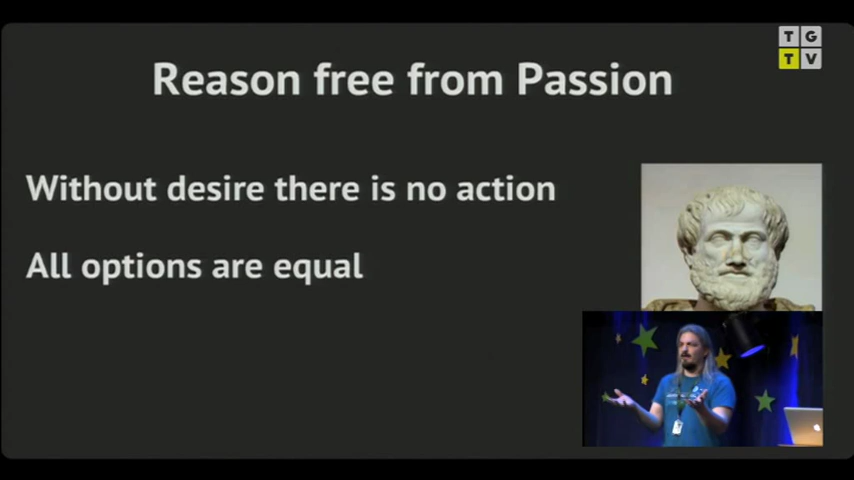 Reason free from Passion
TG
TV
Without desire there is no action
All options are equal